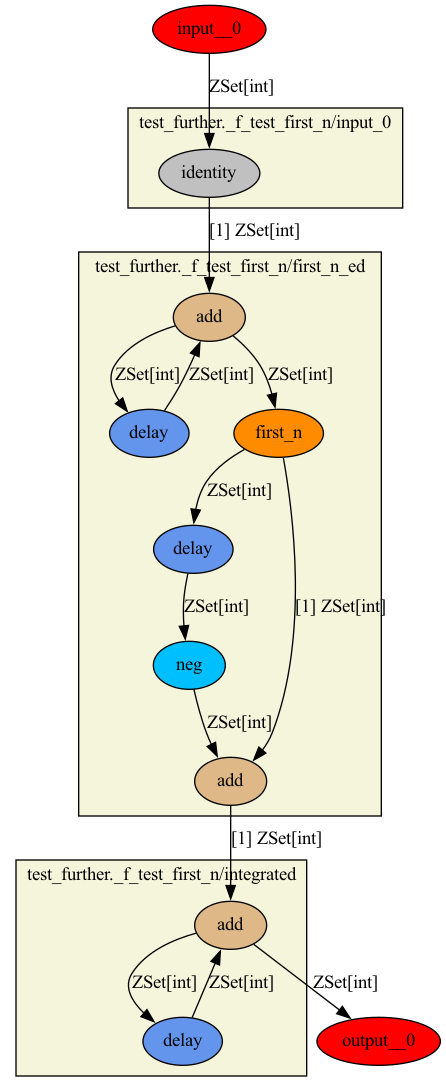 input__0
ZSet[int]
test_further._f_test_first_n/input_0
identity
[1] ZSet[int]
test_further._f_test_first_n/first_n_ed
add
ZSet[int]
ZSet[int]
ZSet[int]
delay
first_n
ZSet[int]
delay
ZSet[int]
[1] ZSet[int]
neg
ZSet[int]
add
[1] ZSet[int]
test_further._f_test_first_n/integrated
add
ZSet[int]
ZSet[int]
ZSet[int]
delay
output__0